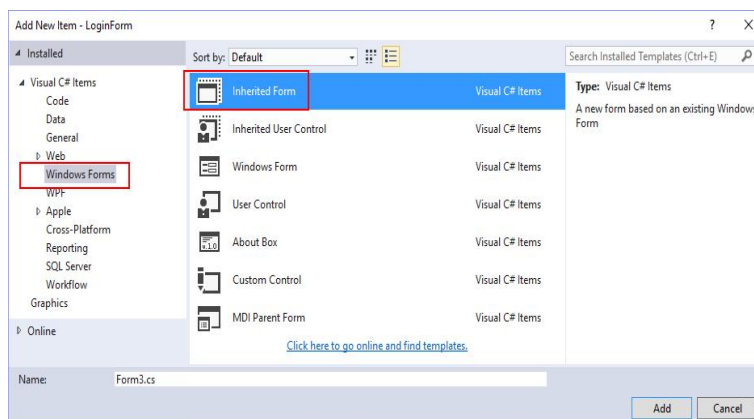 Add New Item - LoginForm
? X
Installed
Sort by: Default
Search Installed Templates (Ctrl+E)
Visual C# Items
Code
Data
General
Web
Windows Forms
WPF
Apple
Cross-Platform
Reporting
SQL Server
Workflow
Graphics
Online
Inherited Form Visual C# Items
Inherited User Control Visual C# Items
Windows Form Visual C# Items
User Control Visual C# Items
About Box Visual C# Items
Custom Control Visual C# Items
MDI Parent Form Visual C# Items
Click here to go online and find templates.
Type: Visual C# Items
A new form based on an existing Windows
Form
Name: Form3.cs
Add Cancel